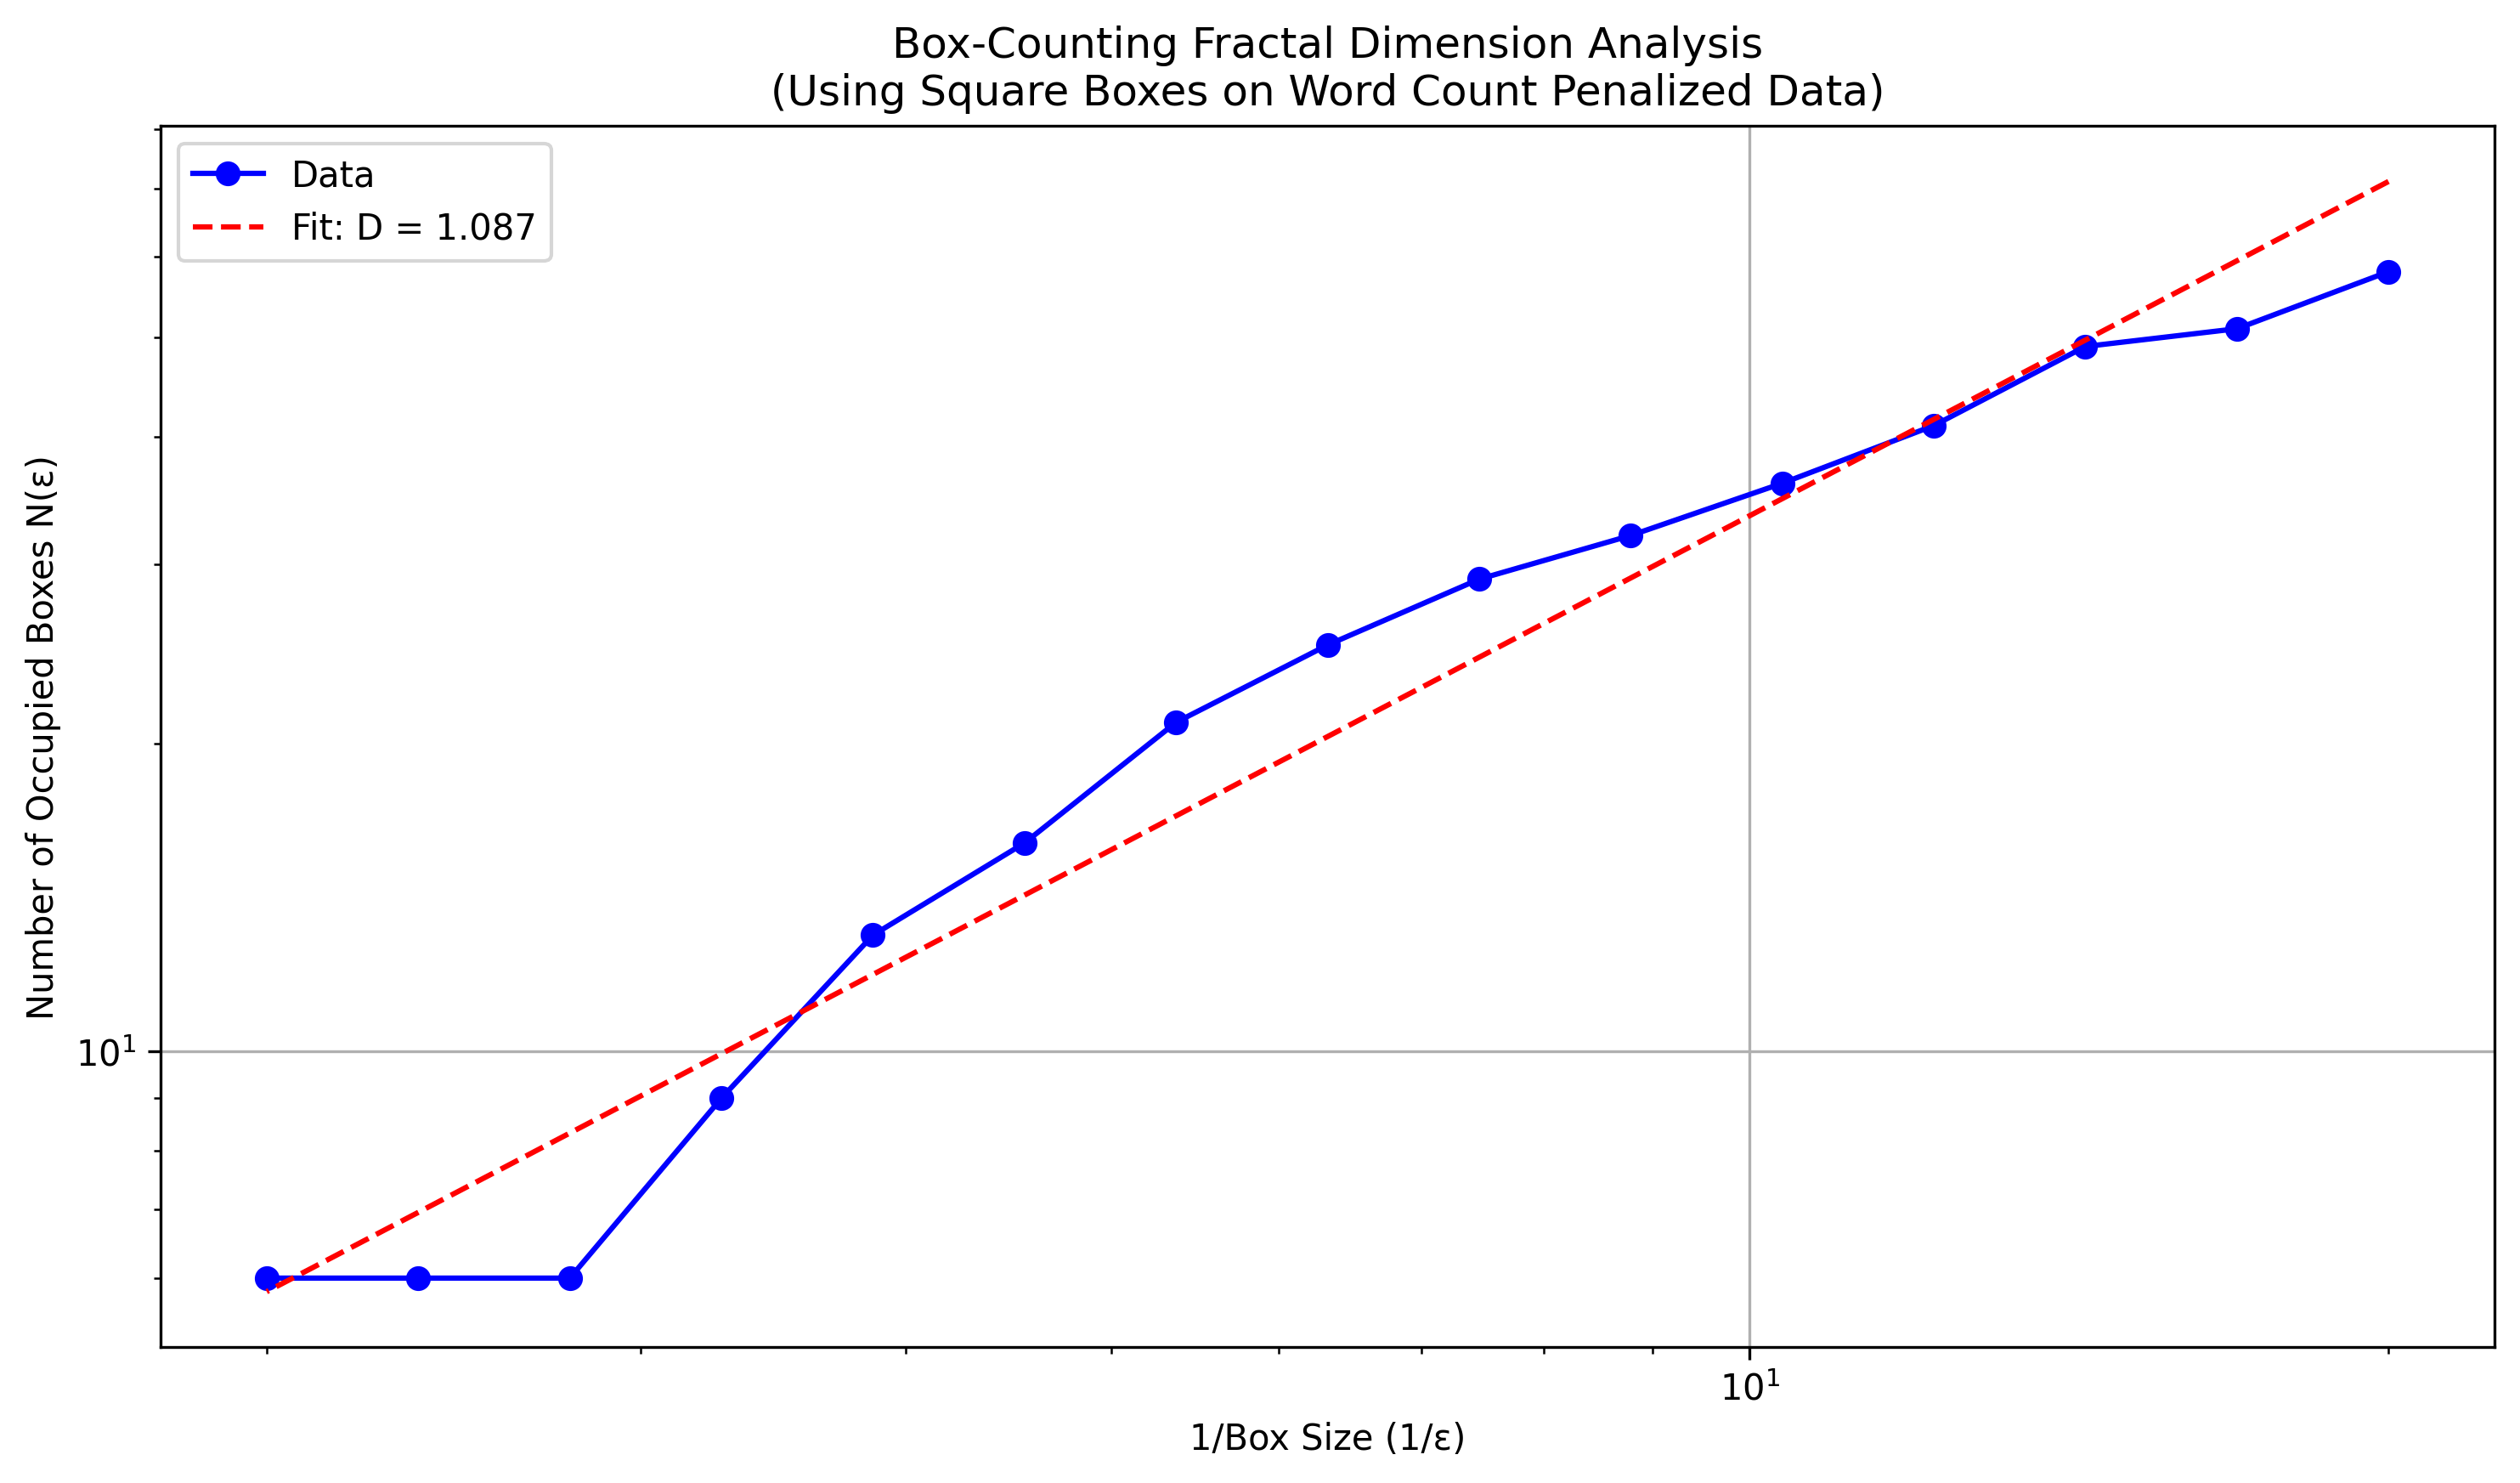 Box-Counting Fractal Dimension Analysis
(Using Square Boxes on Word Count Penalized Data)
Data
Fit: D = 1.087
Number of Occupied Boxes N(ε)
10¹
10¹
1/Box Size (1/ε)